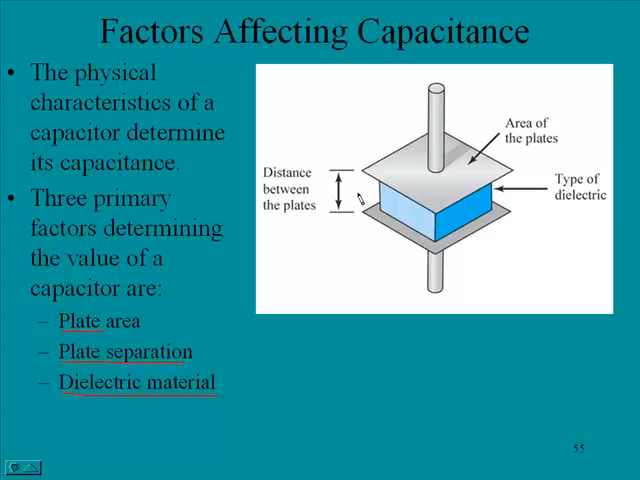 Factors Affecting Capacitance
• The physical
characteristics of a
capacitor determine
its capacitance.
• Three primary
factors determining
the value of a
capacitor are:
– Plate area
– Plate separation
– Dielectric material
Area of
the plates
Distance
between
the plates
Type of
dielectric
55